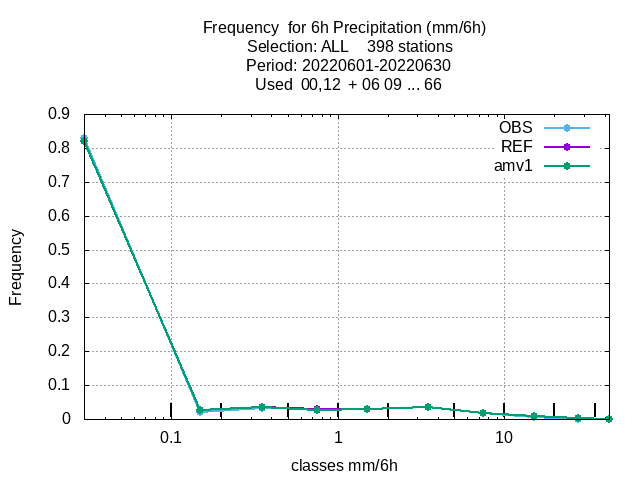 Frequency  for 6h Precipitation (mm/6h)
Selection: ALL    398 stations
Period: 20220601-20220630
Used  00,12  + 06 09 ... 66
OBS
REF
amv1
0.9
0.8
0.7
0.6
0.5
0.4
0.3
0.2
0.1
0
Frequency
0.1 1 10
classes mm/6h